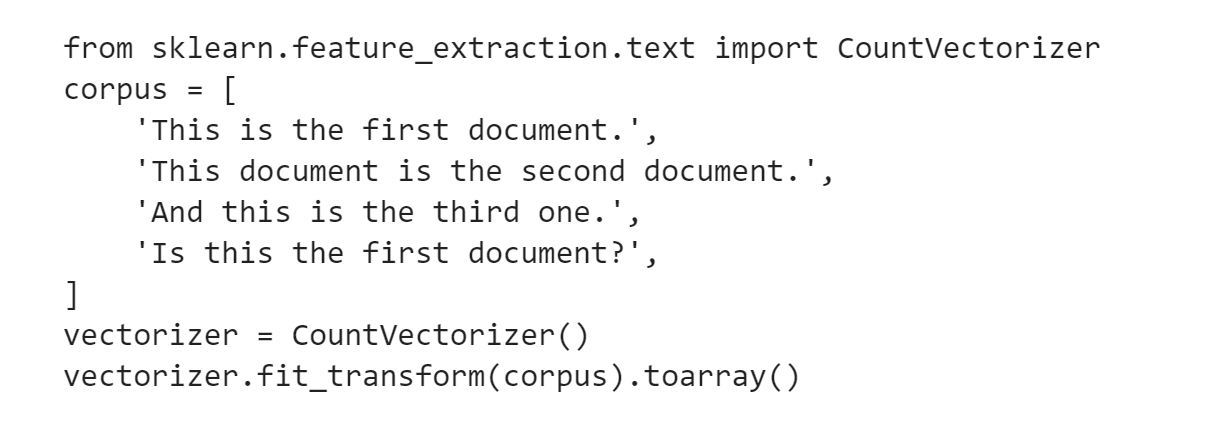 from sklearn.feature_extraction.text import CountVectorizer
corpus = [
    'This is the first document.',
    'This document is the second document.',
    'And this is the third one.',
    'Is this the first document?',
]
vectorizer = CountVectorizer()
vectorizer.fit_transform(corpus).toarray()